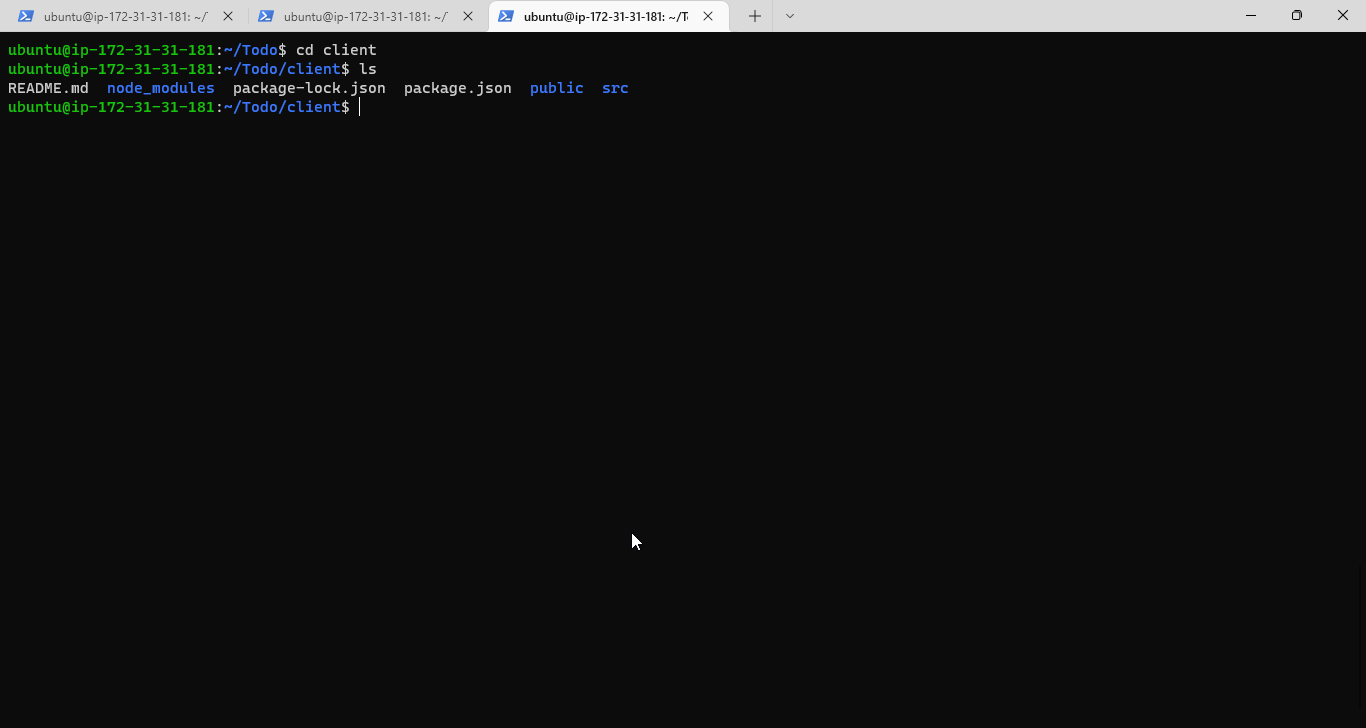 ubuntu@ip-172-31-31-181: ~/
ubuntu@ip-172-31-31-181: ~/
ubuntu@ip-172-31-31-181: ~/T
ubuntu@ip-172-31-31-181:~/Todo$ cd client
ubuntu@ip-172-31-31-181:~/Todo/client$ ls
README.md  node_modules  package-lock.json  package.json  public  src
ubuntu@ip-172-31-31-181:~/Todo/client$